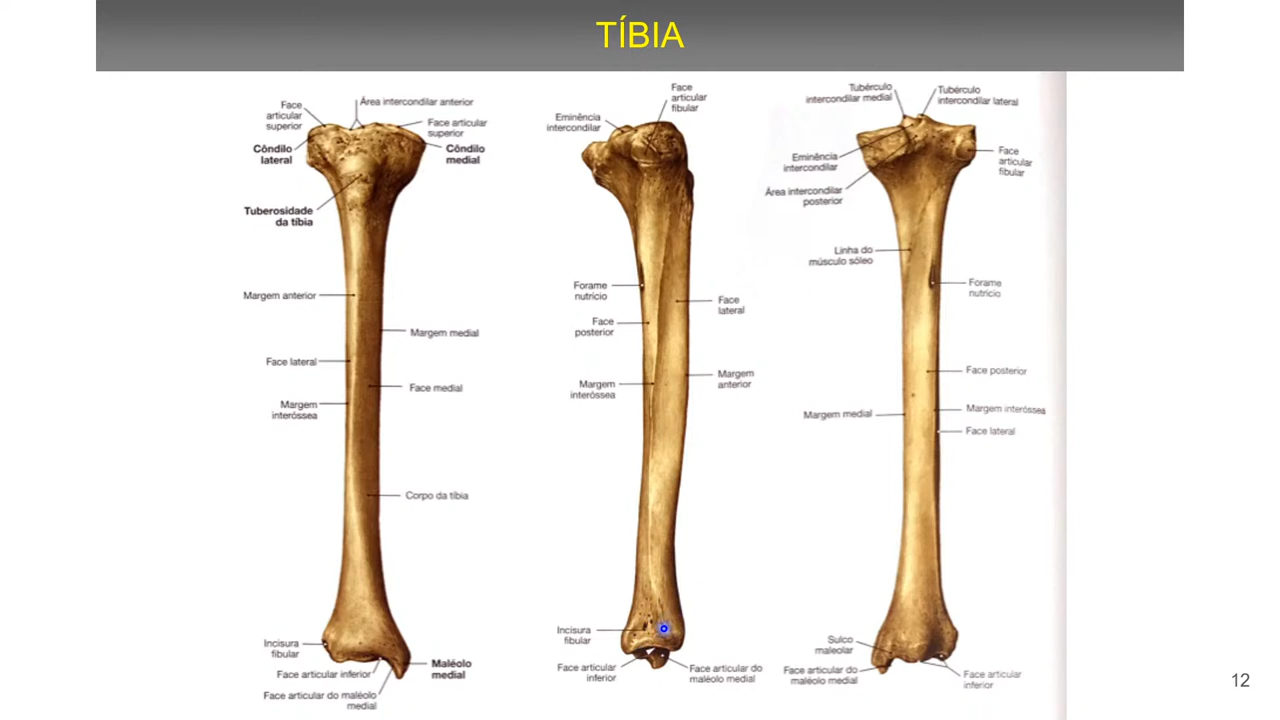 TÍBIA
Face
articular
superior
Área intercondilar anterior
Face articular
superior
Côndilo
lateral
Côndilo
medial
Tuberosidade
da tíbia
Margem anterior
Margem medial
Face lateral
Face medial
Margem
interóssea
Corpo da tíbia
Incisura
fibular
Face articular inferior
Maléolo
medial
Face articular do maléolo
medial
Face
articular
fibular
Eminência
intercondilar
Forame
nutrício
Face
lateral
Face
posterior
Margem
anterior
Margem
interóssea
Incisura
fibular
Face articular
inferior
Face articular do
maléolo medial
Tubérculo
intercondilar medial
Tubérculo
intercondilar lateral
Eminência
intercondilar
Face
articular
fibular
Área intercondilar
posterior
Linha do
músculo sóleo
Forame
nutrício
Face posterior
Margem medial
Margem interóssea
Face lateral
Sulco
maleolar
Face articular do
maléolo medial
Face articular
inferior
12